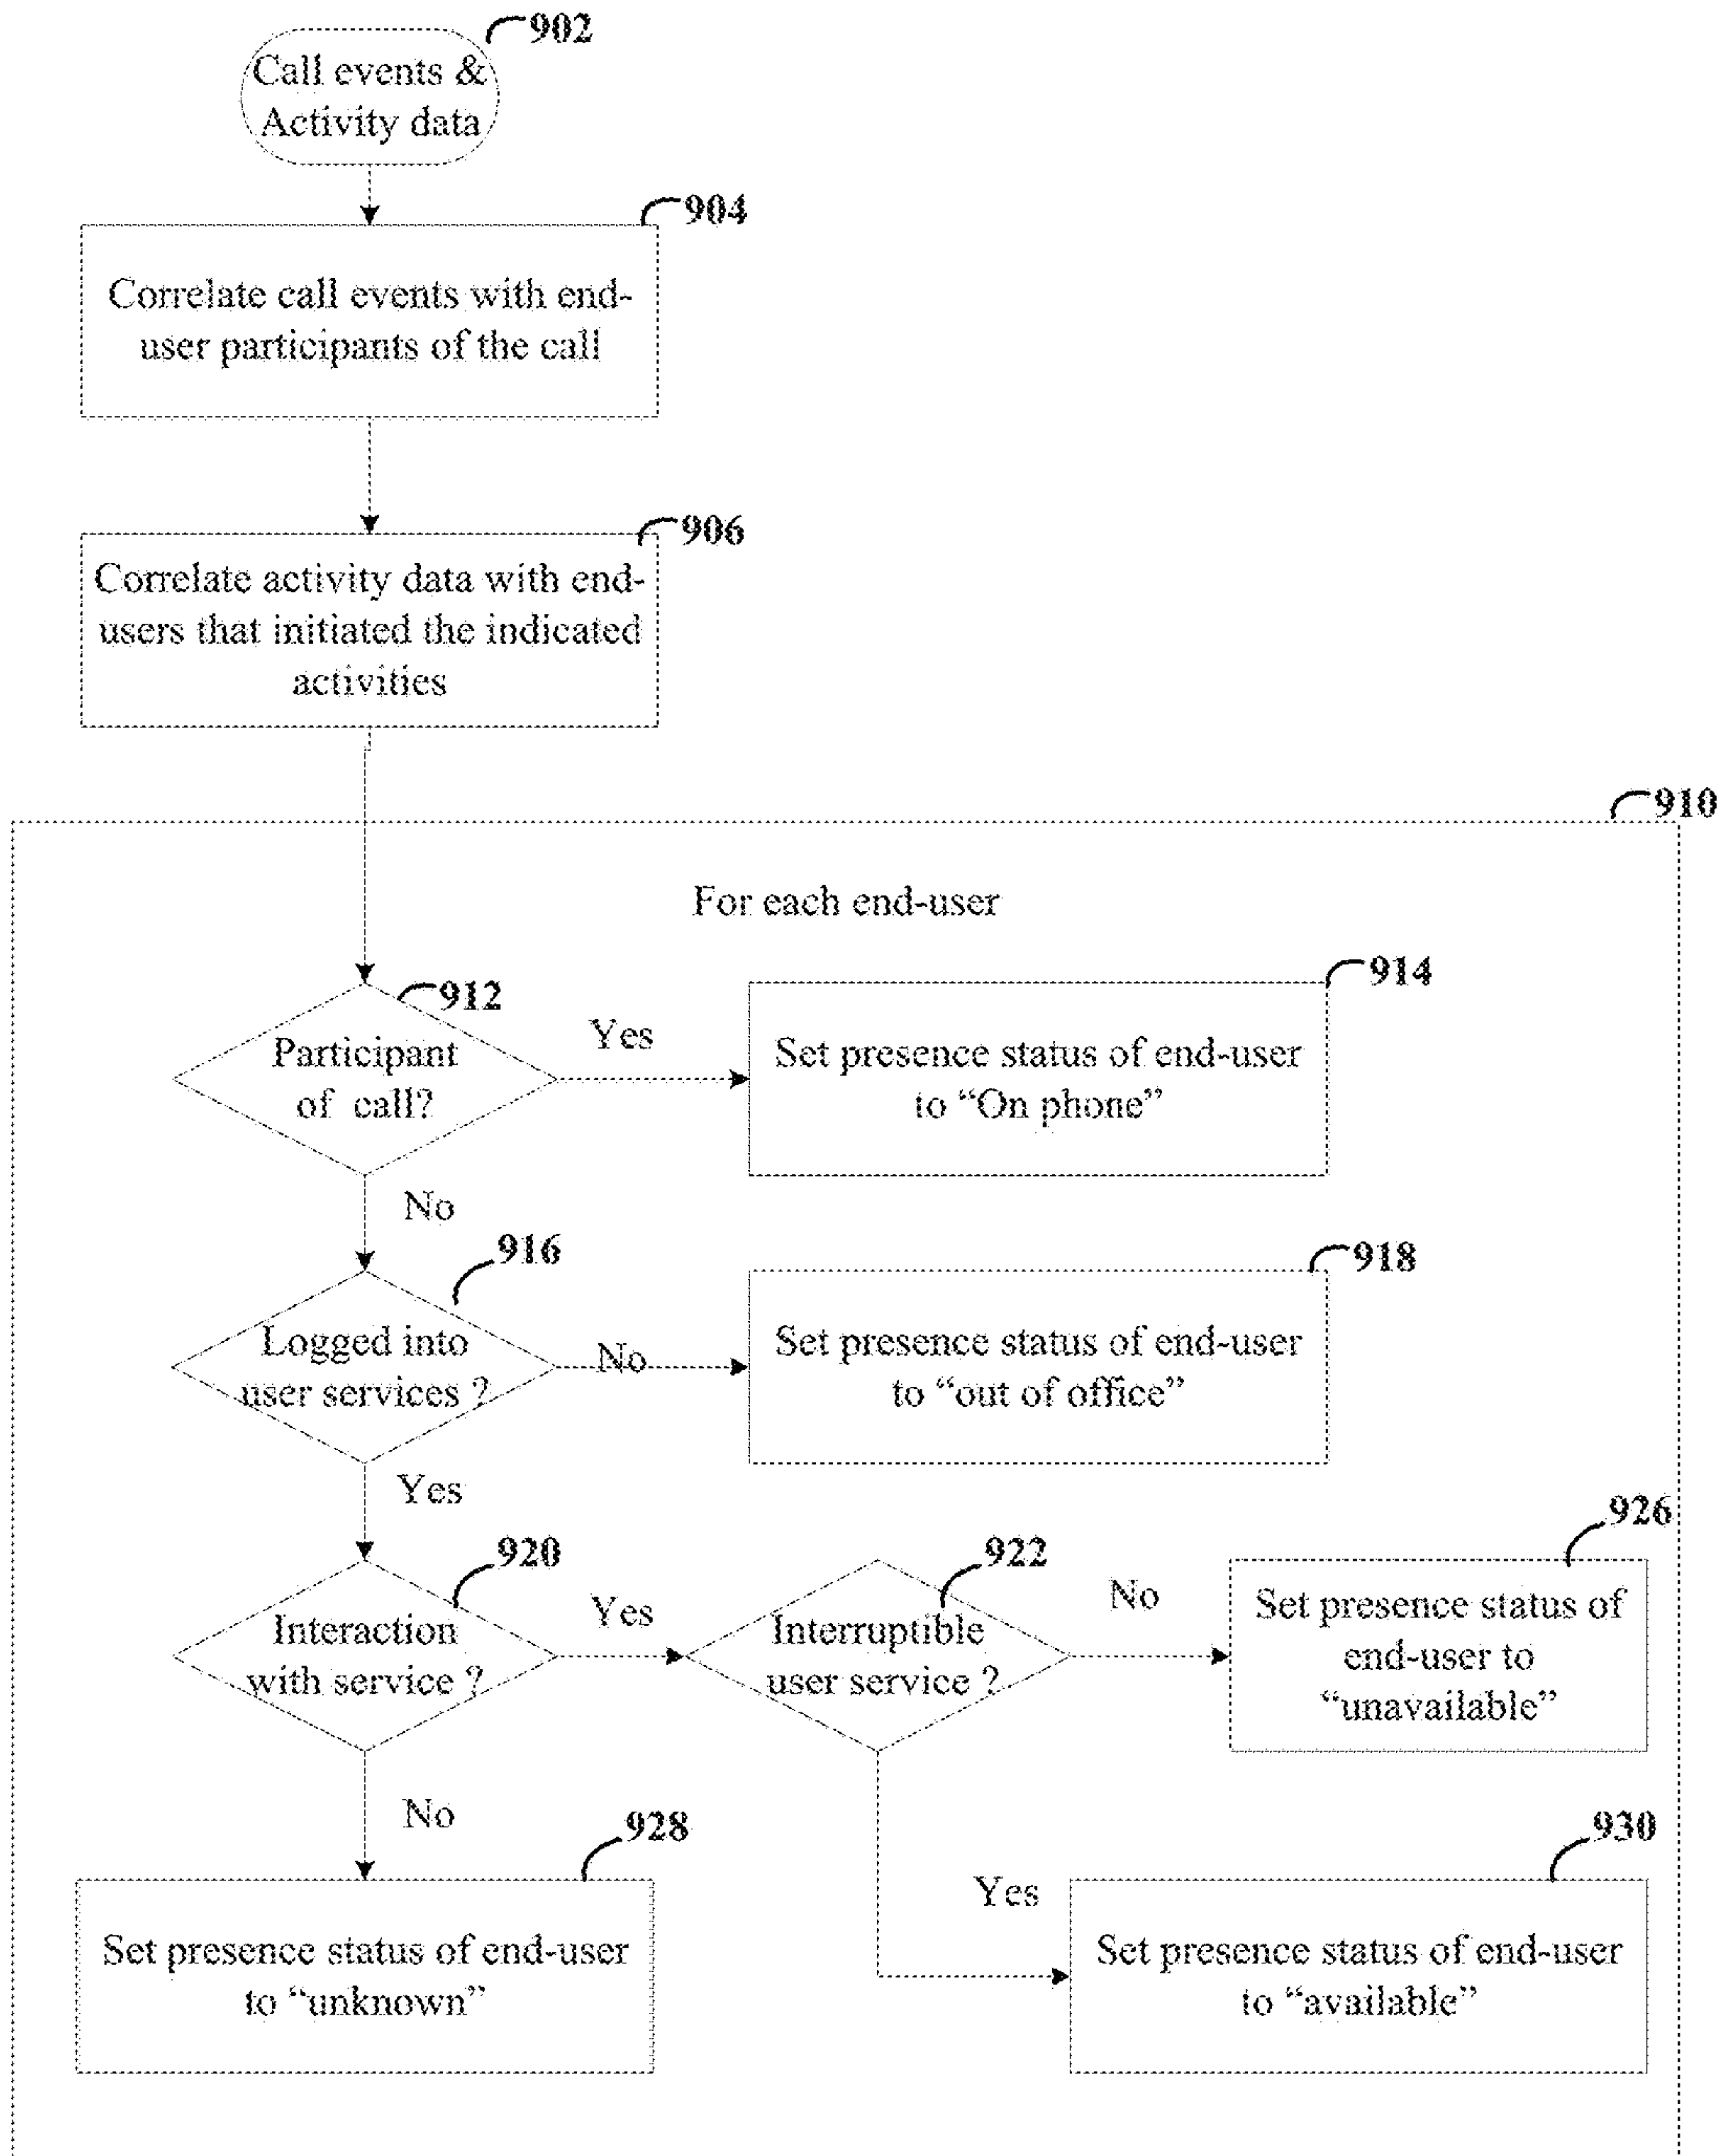 902
Call events &
Activity data
904
Correlate call events with end-
user participants of the call
906
Correlate activity data with end-
users that initiated the indicated
activities
910
For each end-user
912
Participant
of call?
Yes
914
Set presence status of end-user
to “On phone”
No
916
Logged into
user services ?
No
918
Set presence status of end-user
to “out of office”
Yes
920
Interaction
with service ?
Yes
922
Interruptible
user service ?
No
926
Set presence status of
end-user to
“unavailable”
No
928
Set presence status of end-user
to “unknown”
Yes
930
Set presence status of end-user
to “available”